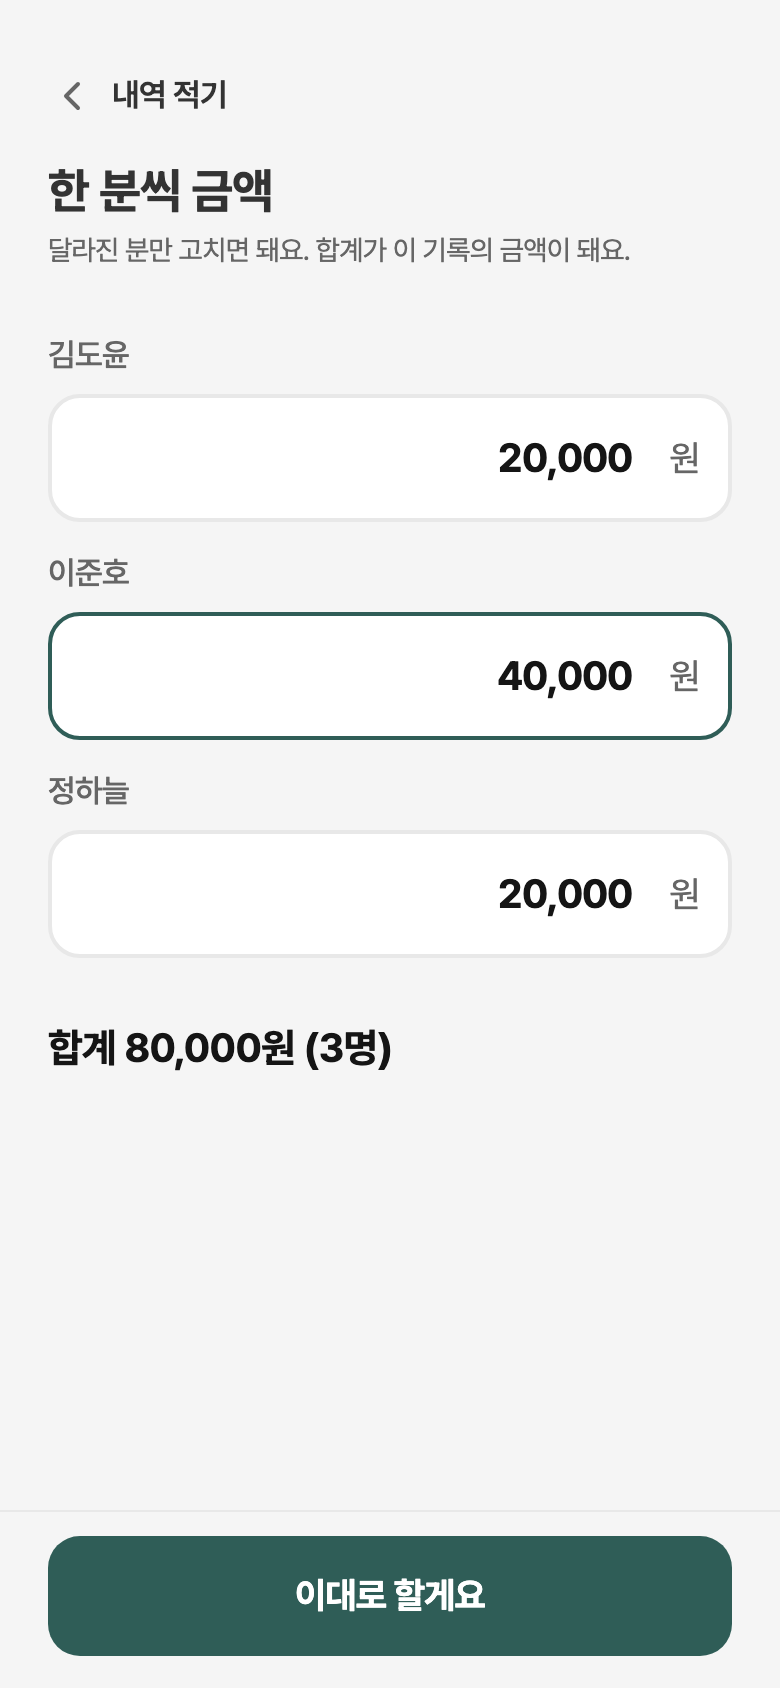 내역 적기
한 분씩 금액
달라진 분만 고치면 돼요. 합계가 이 기록의 금액이 돼요.
김도윤
20,000 원
이준호
40,000 원
정하늘
20,000 원
합계 80,000원 (3명)
이대로 할게요